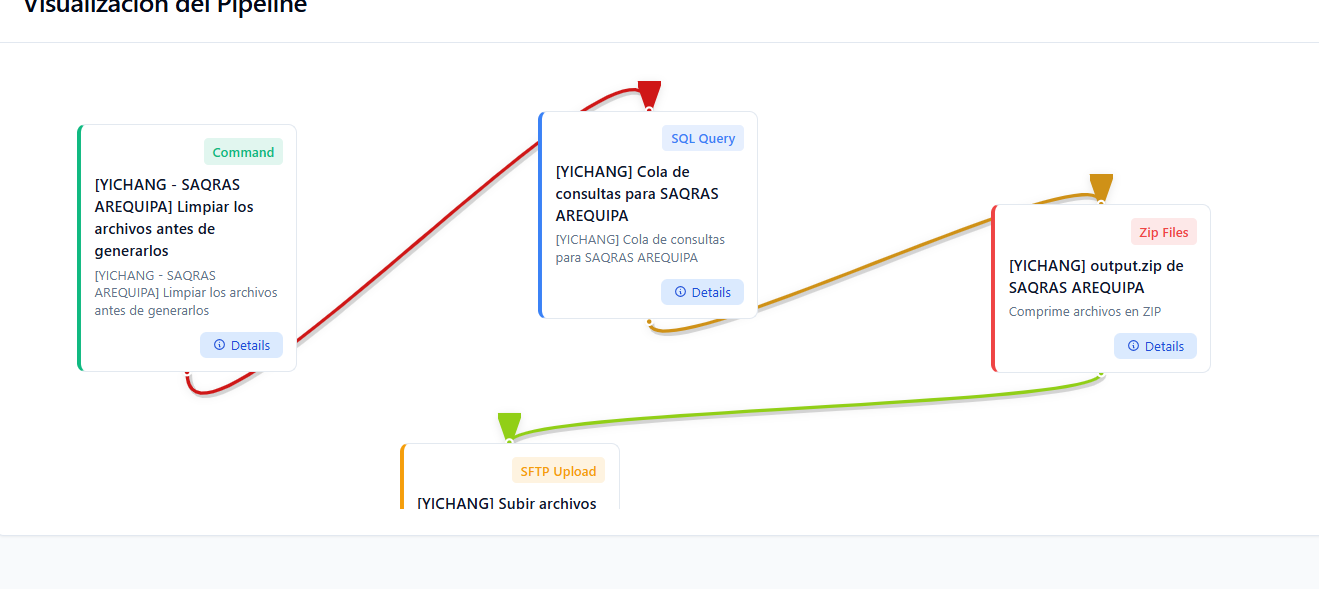 Visualización del Pipeline
Command
[YICHANG - SAQRAS
AREQUIPA] Limpiar los
archivos antes de
generarlos
[YICHANG - SAQRAS
AREQUIPA] Limpiar los archivos
antes de generarlos
Details
SQL Query
[YICHANG] Cola de
consultas para SAQRAS
AREQUIPA
[YICHANG] Cola de consultas
para SAQRAS AREQUIPA
Details
Zip Files
[YICHANG] output.zip de
SAQRAS AREQUIPA
Comprime archivos en ZIP
Details
SFTP Upload
[YICHANG] Subir archivos